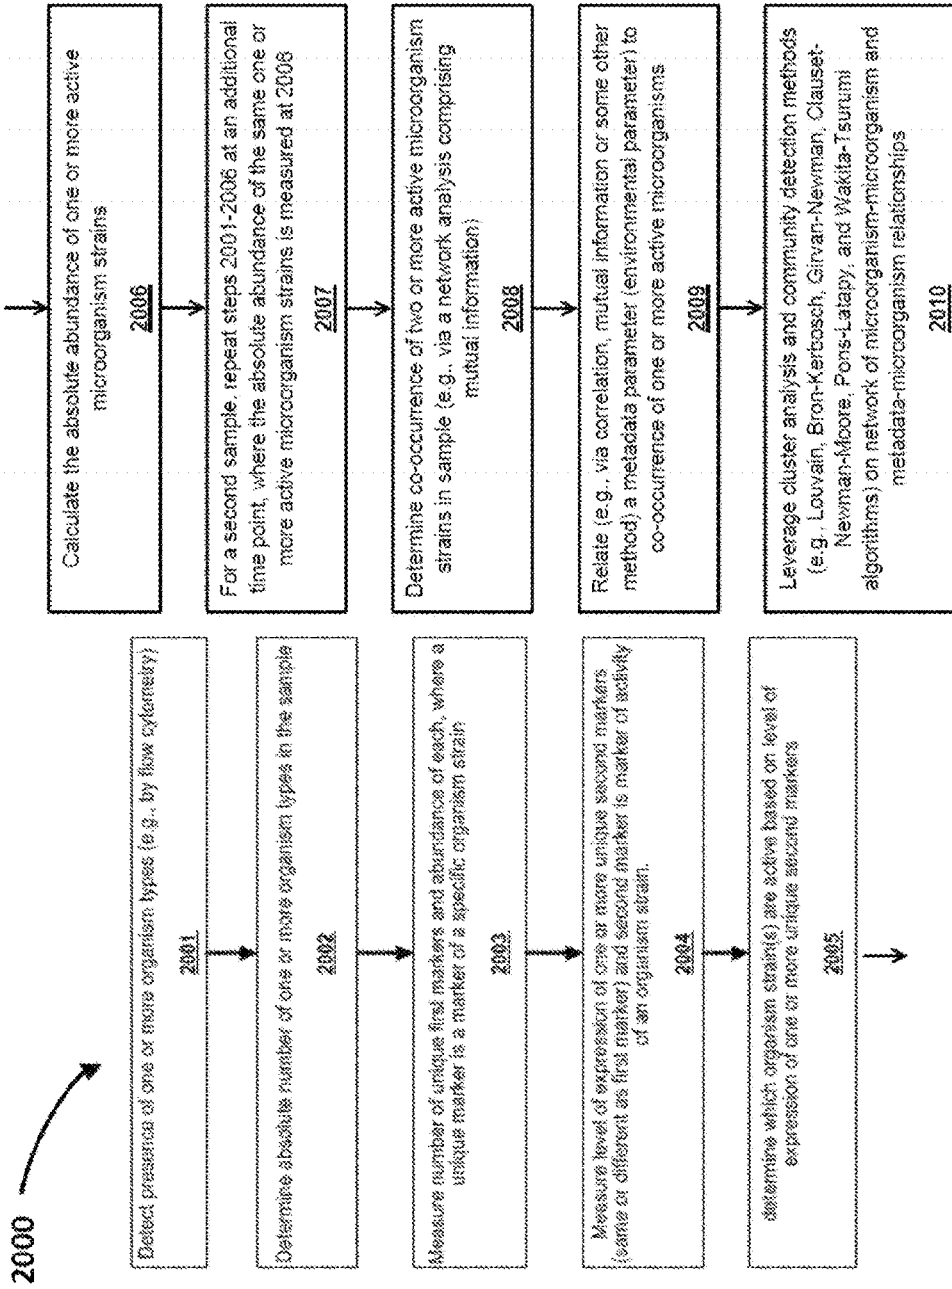 2000
Detect presence of one or more organism types (e.g., by flow cytometry)
2001
Determine absolute number of one or more organism types in the sample
2002
Measure number of unique first markers and abundance of each, where a
unique marker is a marker of a specific organism strain
2003
Measure level of expression of one or more unique second markers
(same or different as first marker) and second marker is marker of activity
of an organism strain.
2004
determine which organism strain(s) are active based on level of
expression of one or more unique second markers
2005
Calculate the absolute abundance of one or more active
microorganism strains
2006
For a second sample, repeat steps 2001-2006 at an additional
time point, where the absolute abundance of the same one or
more active microorganism strains is measured at 2006
2007
Determine co-occurrence of two or more active microorganism
strains in sample (e.g., via a network analysis comprising
mutual information)
2008
Relate (e.g., via correlation, mutual information or some other
method) a metadata parameter (environmental parameter) to
co-occurrence of one or more active microorganisms
2009
Leverage cluster analysis and community detection methods
(e.g., Louvain, Bron-Kerbosch, Girvan-Newman, Clauset-
Newman-Moore, Pons-Latapy, and Wakita-Tsurumi
algorithms) on network of microorganism-microorganism and
metadata-microorganism relationships
2010